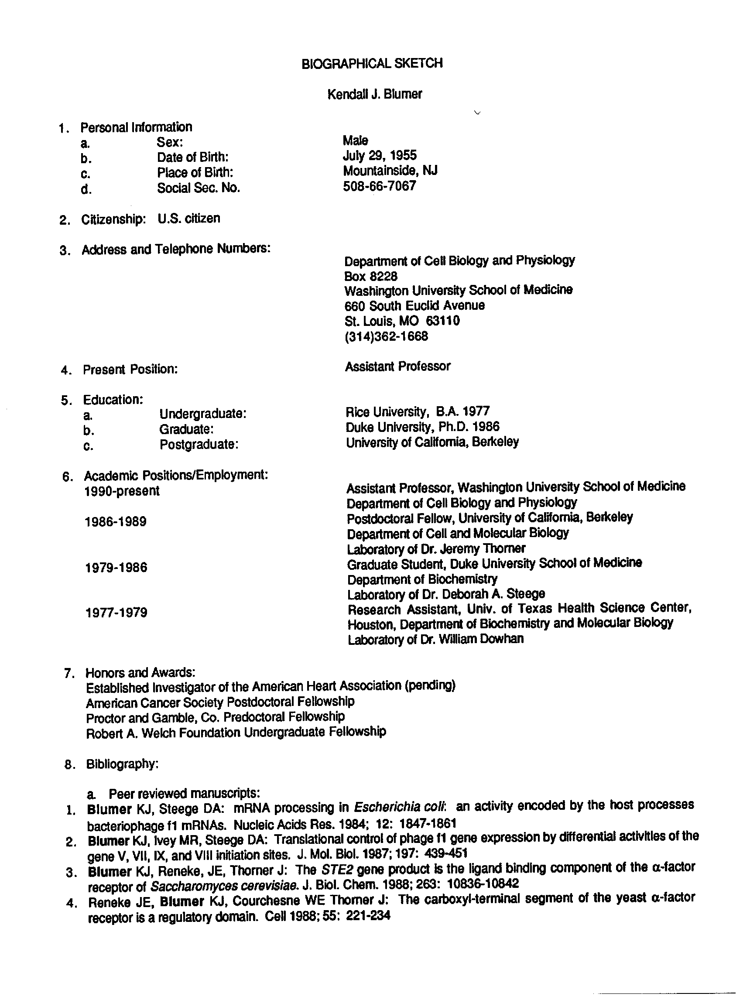 BIOGRAPHICAL SKETCH
Kendall J. Blumer
1. Personal Information
a. Sex: Male
b. Date of Birth: July 29, 1955
c. Place of Birth: Mountainside, NJ
d. Social Sec. No. 508-66-7067
2. Citizenship: U.S. citizen
3. Address and Telephone Numbers:
Department of Cell Biology and Physiology
Box 8228
Washington University School of Medicine
660 South Euclid Avenue
St. Louis, MO 63110
(314)362-1668
4. Present Position: Assistant Professor
5. Education:
a. Undergraduate: Rice University, B.A. 1977
b. Graduate: Duke University, Ph.D. 1986
c. Postgraduate: University of California, Berkeley
6. Academic Positions/Employment:
1990-present Assistant Professor, Washington University School of Medicine
Department of Cell Biology and Physiology
1986-1989 Postdoctoral Fellow, University of California, Berkeley
Department of Cell and Molecular Biology
Laboratory of Dr. Jeremy Thorner
1979-1986 Graduate Student, Duke University School of Medicine
Department of Biochemistry
Laboratory of Dr. Deborah A. Steege
1977-1979 Research Assistant, Univ. of Texas Health Science Center,
Houston, Department of Biochemistry and Molecular Biology
Laboratory of Dr. William Dowhan
7. Honors and Awards:
Established Investigator of the American Heart Association (pending)
American Cancer Society Postdoctoral Fellowship
Proctor and Gamble, Co. Predoctoral Fellowship
Robert A. Welch Foundation Undergraduate Fellowship
8. Bibliography:
a. Peer reviewed manuscripts:
1. Blumer KJ, Steege DA: mRNA processing in Escherichia coli: an activity encoded by the host processes
bacteriophage f1 mRNAs. Nucleic Acids Res. 1984; 12: 1847-1861
2. Blumer KJ, Ivey MR, Steege DA: Translational control of phage f1 gene expression by differential activities of the
gene V, VII, IX, and VIII initiation sites. J. Mol. Biol. 1987; 197: 439-451
3. Blumer KJ, Reneke, JE, Thorner J: The STE2 gene product is the ligand binding component of the α-factor
receptor of Saccharomyces cerevisiae. J. Biol. Chem. 1988; 263: 10836-10842
4. Reneke JE, Blumer KJ, Courchesne WE Thorner J: The carboxyl-terminal segment of the yeast α-factor
receptor is a regulatory domain. Cell 1988; 55: 221-234